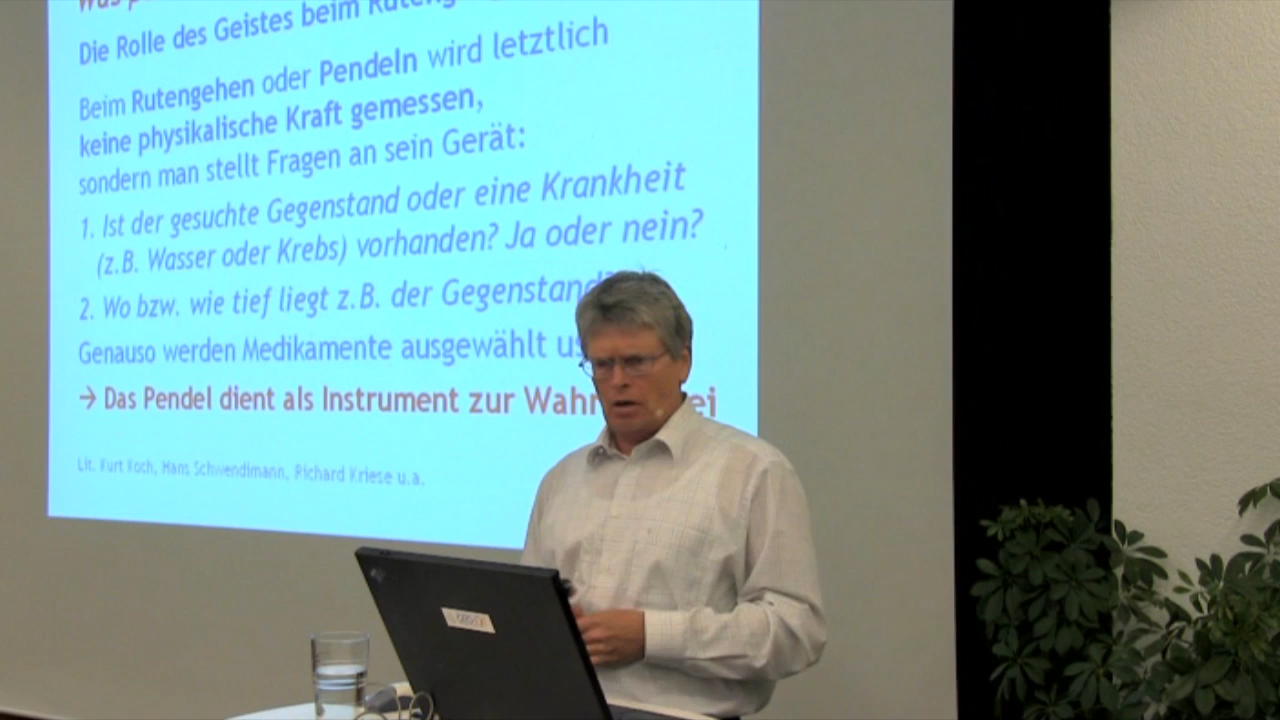 Die Rolle des Geistes beim
Beim Rutengehen oder Pendeln wird letztlich
keine physikalische Kraft gemessen,
sondern man stellt Fragen an sein Gerät:
1. Ist der gesuchte Gegenstand oder eine Krankheit
(z.B. Wasser oder Krebs) vorhanden? Ja oder nein?
2. Wo bzw. wie tief liegt z.B. der Gegenstand
Genauso werden Medikamente ausgewählt
→ Das Pendel dient als Instrument zur
Lit. Kurt Koch, Hans Schwendimann, Richard Kriese u.a.